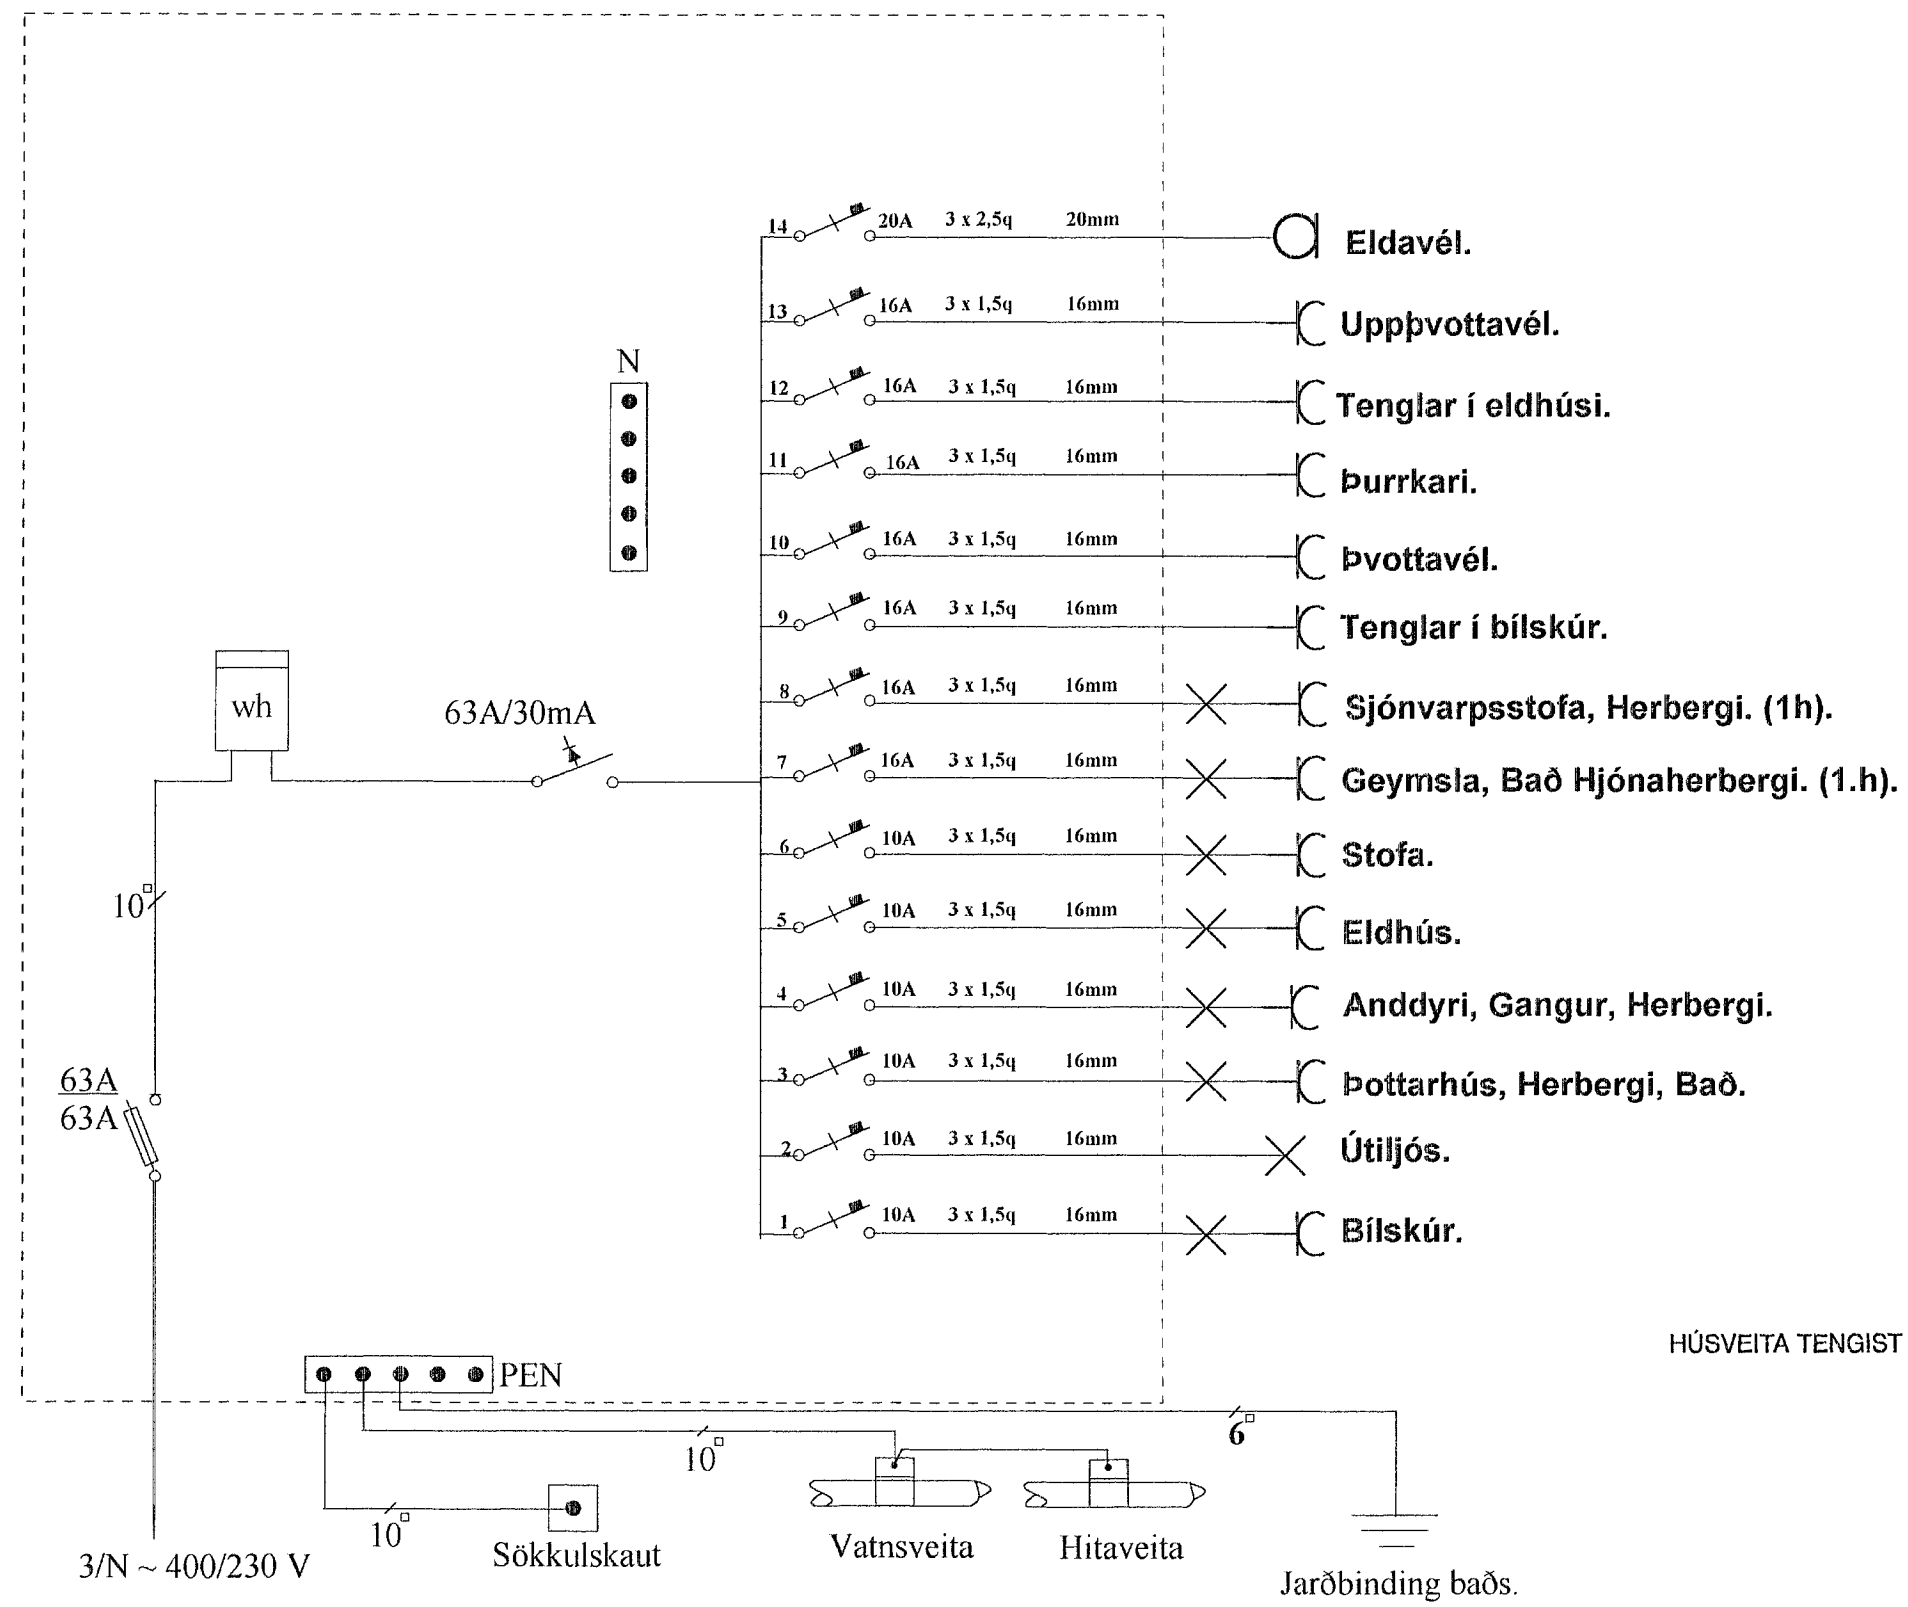 14 20A 3 x 2,5q 20mm Eldavél.
13 16A 3 x 1,5q 16mm Uppþvottavél.
N
12 16A 3 x 1,5q 16mm Tenglar í eldhúsi.
11 16A 3 x 1,5q 16mm Þurrkari.
10 16A 3 x 1,5q 16mm Þvottavél.
9 16A 3 x 1,5q 16mm Tenglar í bílskúr.
8 16A 3 x 1,5q 16mm Sjónvarpsstofa, Herbergi. (1h).
wh
63A/30mA
7 16A 3 x 1,5q 16mm Geymsla, Bað Hjónaherbergi. (1.h).
6 10A 3 x 1,5q 16mm Stofa.
10□
5 10A 3 x 1,5q 16mm Eldhús.
4 10A 3 x 1,5q 16mm Anddyri, Gangur, Herbergi.
3 10A 3 x 1,5q 16mm Þottarhús, Herbergi, Bað.
63A
63A
2 10A 3 x 1,5q 16mm Útiljós.
1 10A 3 x 1,5q 16mm Bílskúr.
HÚSVEITA TENGIST
PEN
6□
10□
10□
3/N ~ 400/230 V
Sökkulskaut
Vatnsveita
Hitaveita
Jarðbinding baðs.